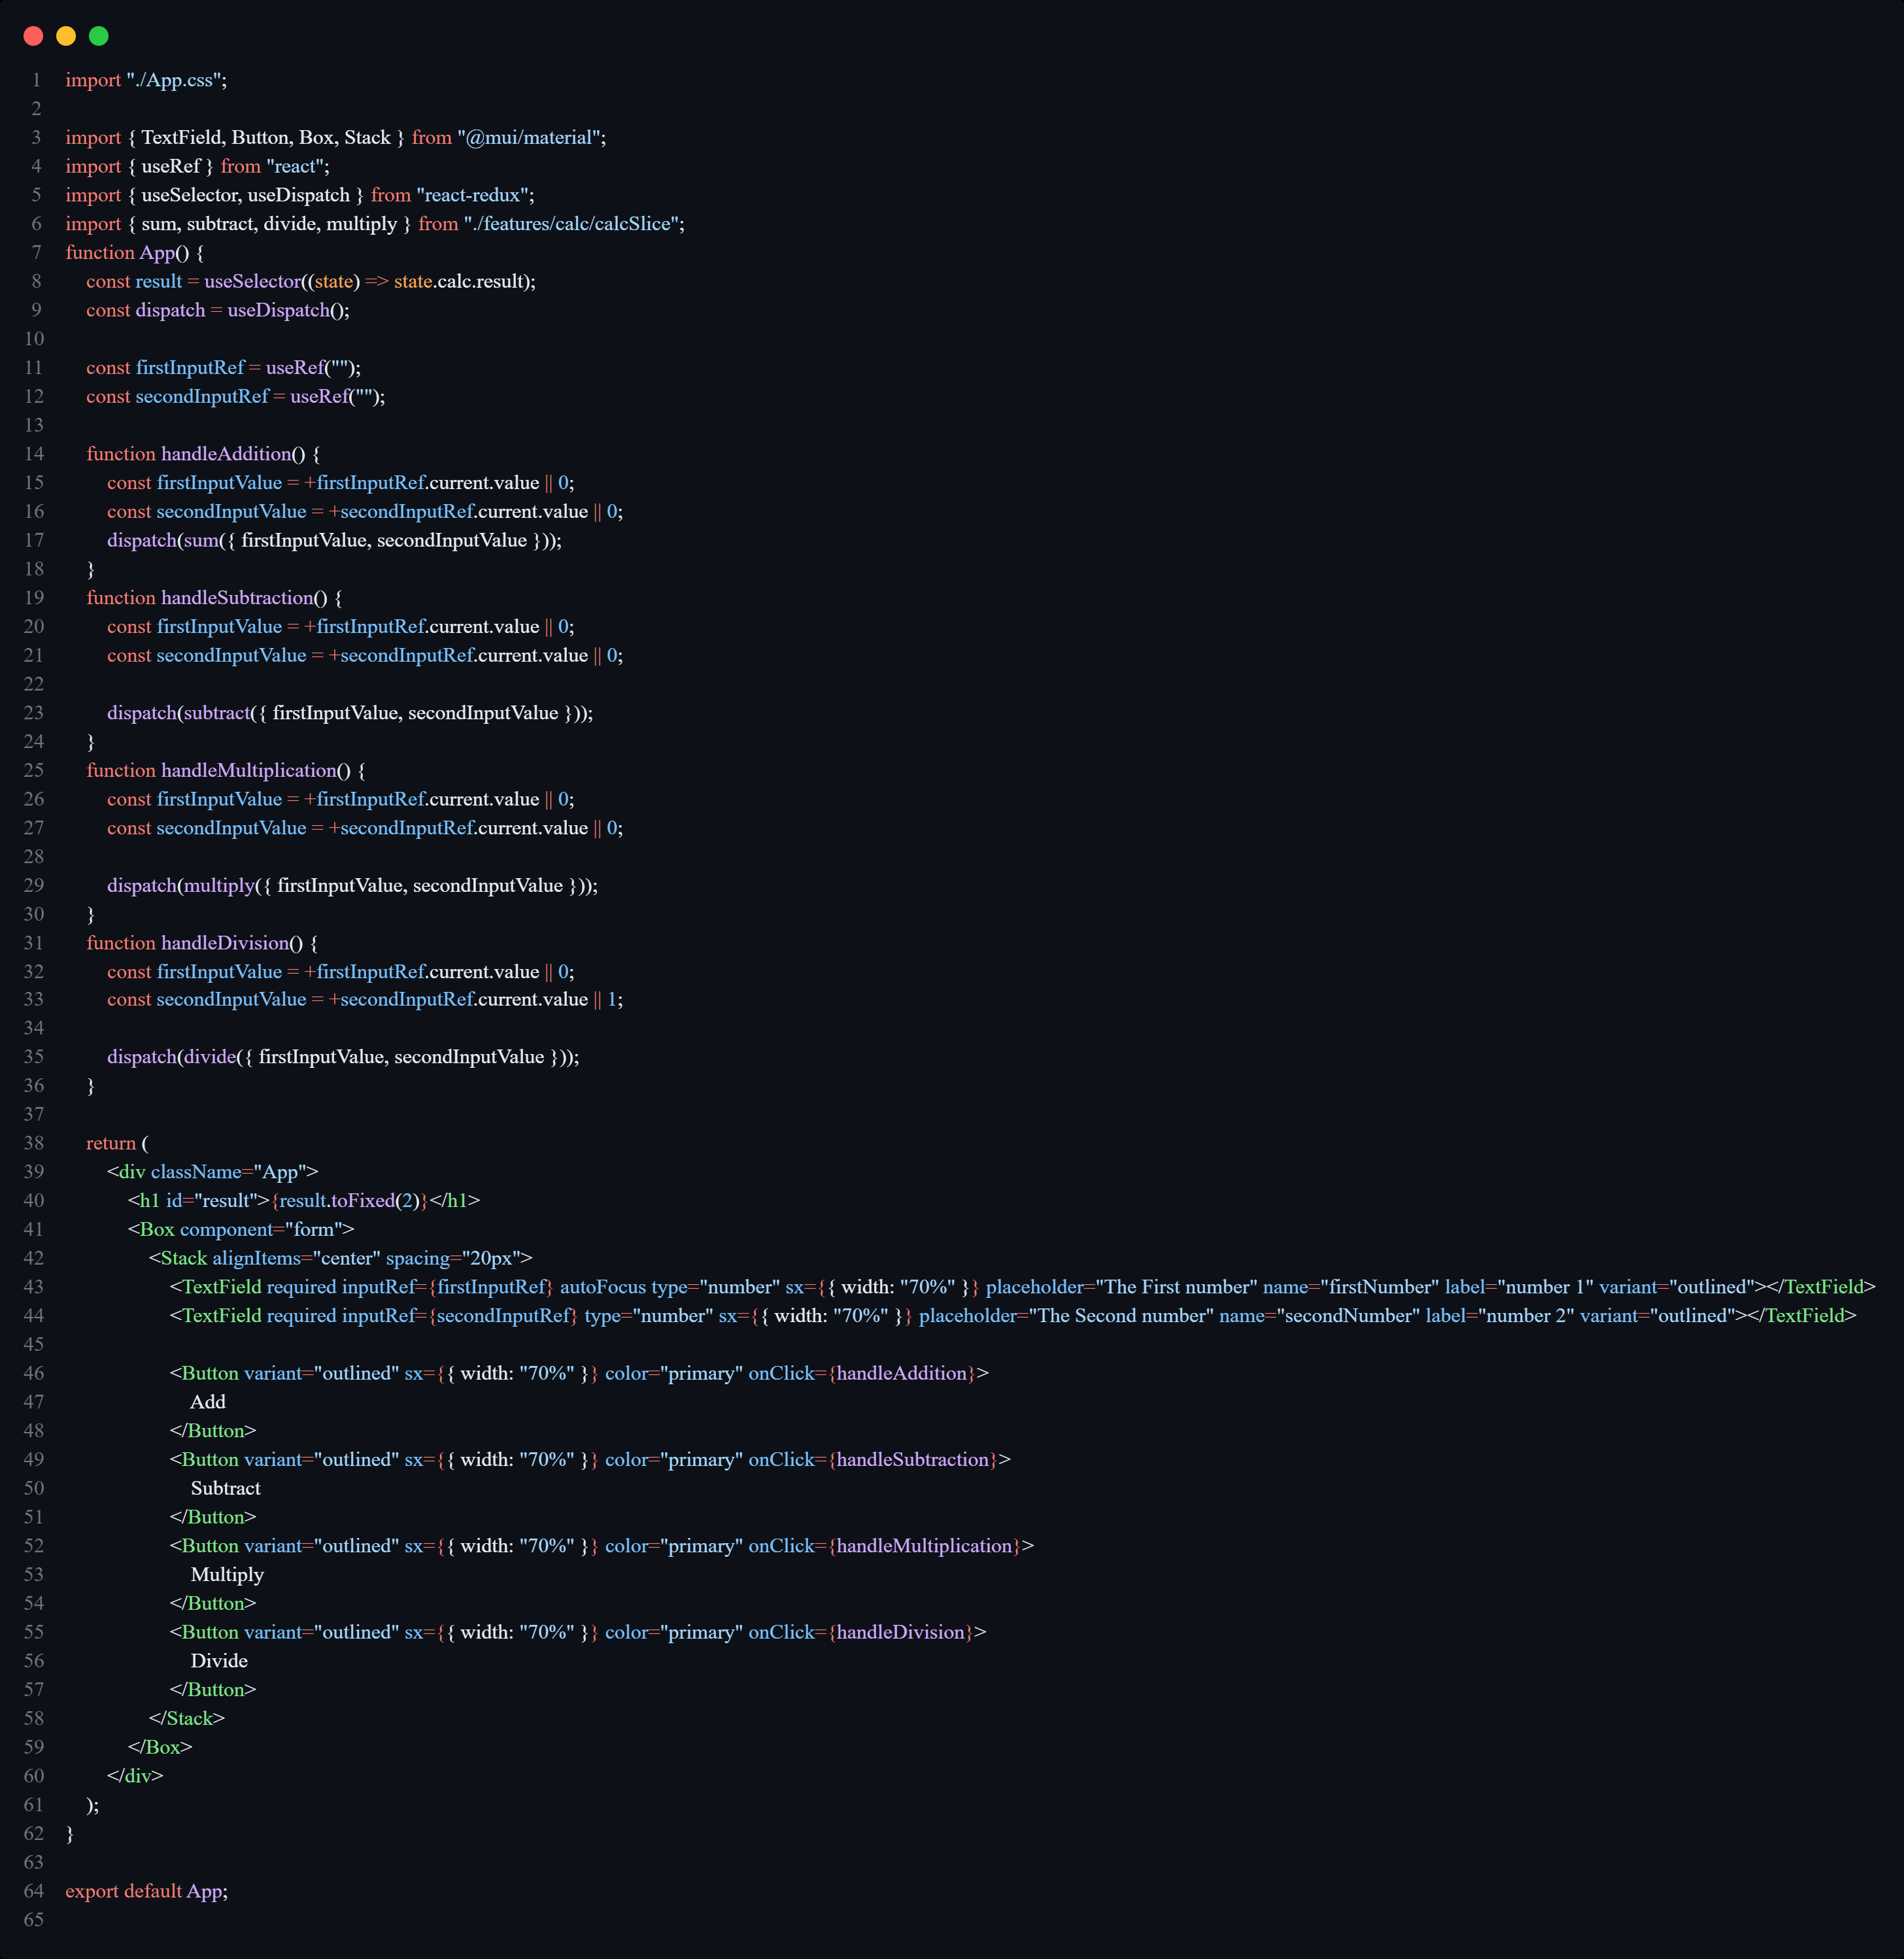 1 import "./App.css";
2
3 import { TextField, Button, Box, Stack } from "@mui/material";
4 import { useRef } from "react";
5 import { useSelector, useDispatch } from "react-redux";
6 import { sum, subtract, divide, multiply } from "./features/calc/calcSlice";
7 function App() {
8 const result = useSelector((state) => state.calc.result);
9 const dispatch = useDispatch();
10
11 const firstInputRef = useRef("");
12 const secondInputRef = useRef("");
13
14 function handleAddition() {
15 const firstInputValue = +firstInputRef.current.value || 0;
16 const secondInputValue = +secondInputRef.current.value || 0;
17 dispatch(sum({ firstInputValue, secondInputValue }));
18 }
19 function handleSubtraction() {
20 const firstInputValue = +firstInputRef.current.value || 0;
21 const secondInputValue = +secondInputRef.current.value || 0;
22
23 dispatch(subtract({ firstInputValue, secondInputValue }));
24 }
25 function handleMultiplication() {
26 const firstInputValue = +firstInputRef.current.value || 0;
27 const secondInputValue = +secondInputRef.current.value || 0;
28
29 dispatch(multiply({ firstInputValue, secondInputValue }));
30 }
31 function handleDivision() {
32 const firstInputValue = +firstInputRef.current.value || 0;
33 const secondInputValue = +secondInputRef.current.value || 1;
34
35 dispatch(divide({ firstInputValue, secondInputValue }));
36 }
37
38 return (
39 <div className="App">
40 <h1 id="result">{result.toFixed(2)}</h1>
41 <Box component="form">
42 <Stack alignItems="center" spacing="20px">
43 <TextField required inputRef={firstInputRef} autoFocus type="number" sx={{ width: "70%" }} placeholder="The First number" name="firstNumber" label="number 1" variant="outlined"></TextField>
44 <TextField required inputRef={secondInputRef} type="number" sx={{ width: "70%" }} placeholder="The Second number" name="secondNumber" label="number 2" variant="outlined"></TextField>
45
46 <Button variant="outlined" sx={{ width: "70%" }} color="primary" onClick={handleAddition}>
47 Add
48 </Button>
49 <Button variant="outlined" sx={{ width: "70%" }} color="primary" onClick={handleSubtraction}>
50 Subtract
51 </Button>
52 <Button variant="outlined" sx={{ width: "70%" }} color="primary" onClick={handleMultiplication}>
53 Multiply
54 </Button>
55 <Button variant="outlined" sx={{ width: "70%" }} color="primary" onClick={handleDivision}>
56 Divide
57 </Button>
58 </Stack>
59 </Box>
60 </div>
61 );
62 }
63
64 export default App;
65